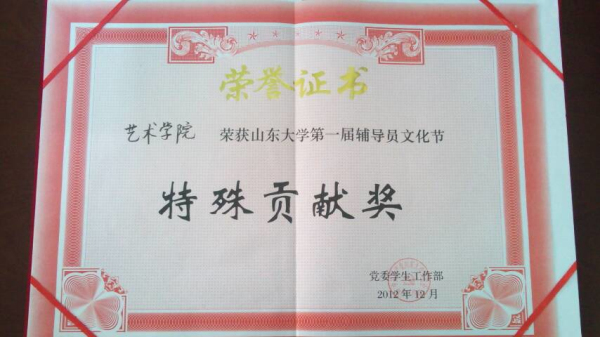 荣誉证书
艺术学院 荣获山东大学第一届辅导员文化节
特殊贡献奖
党委学生工作部
2012年12月